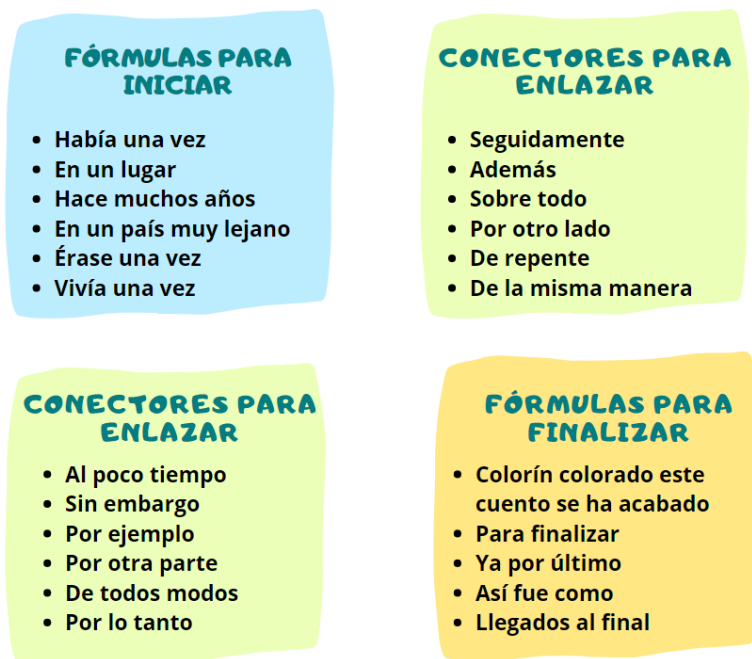 FÓRMULAS PARA
INICIAR
• Había una vez
• En un lugar
• Hace muchos años
• En un país muy lejano
• Érase una vez
• Vivía una vez
CONECTORES PARA
ENLAZAR
• Seguidamente
• Además
• Sobre todo
• Por otro lado
• De repente
• De la misma manera
CONECTORES PARA
ENLAZAR
• Al poco tiempo
• Sin embargo
• Por ejemplo
• Por otra parte
• De todos modos
• Por lo tanto
FÓRMULAS PARA
FINALIZAR
• Colorín colorado este
cuento se ha acabado
• Para finalizar
• Ya por último
• Así fue como
• Llegados al final